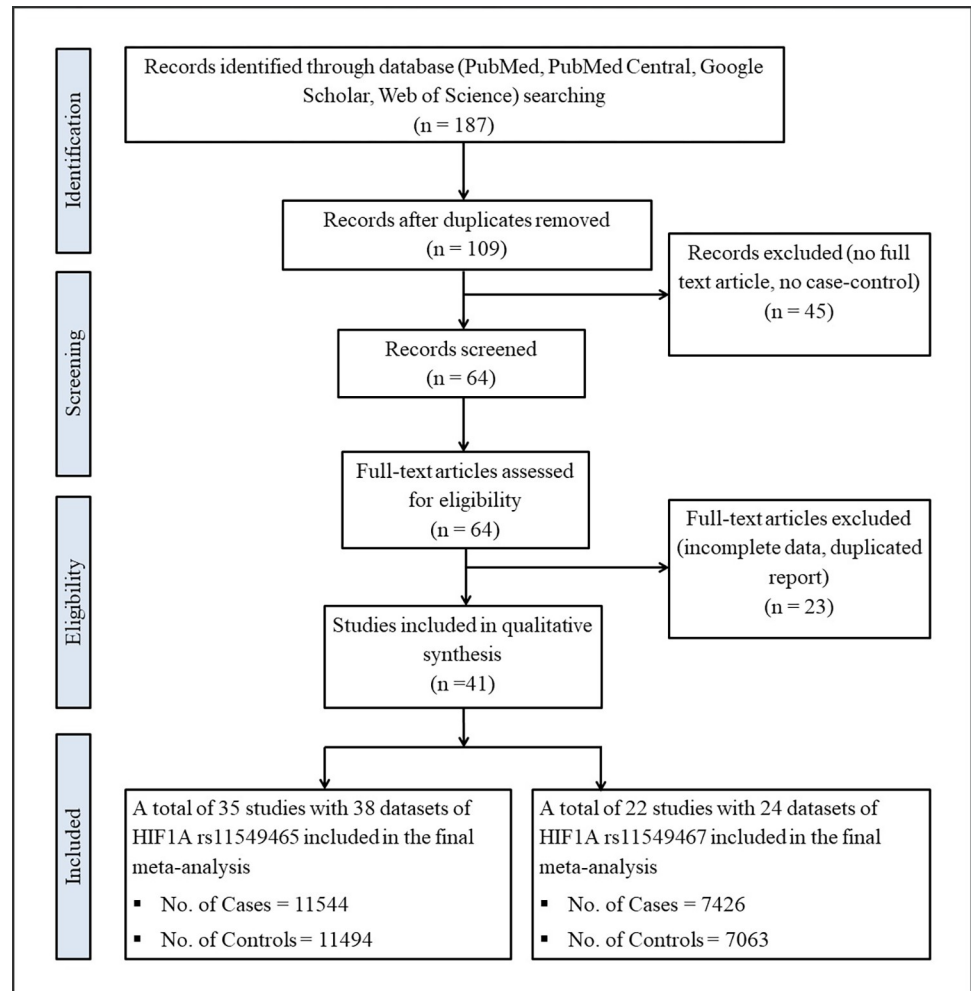 Identification
Records identified through database (PubMed, PubMed Central, Google
Scholar, Web of Science) searching
(n = 187)
Records after duplicates removed
(n = 109)
Records excluded (no full
text article, no case-control)
(n = 45)
Screening
Records screened
(n = 64)
Full-text articles assessed
for eligibility
(n = 64)
Eligibility
Full-text articles excluded
(incomplete data, duplicated
report)
(n = 23)
Studies included in qualitative
synthesis
(n =41)
Included
A total of 35 studies with 38 datasets of
HIF1A rs11549465 included in the final
meta-analysis
▪ No. of Cases = 11544
▪ No. of Controls = 11494
A total of 22 studies with 24 datasets of
HIF1A rs11549467 included in the final
meta-analysis
▪ No. of Cases = 7426
▪ No. of Controls = 7063